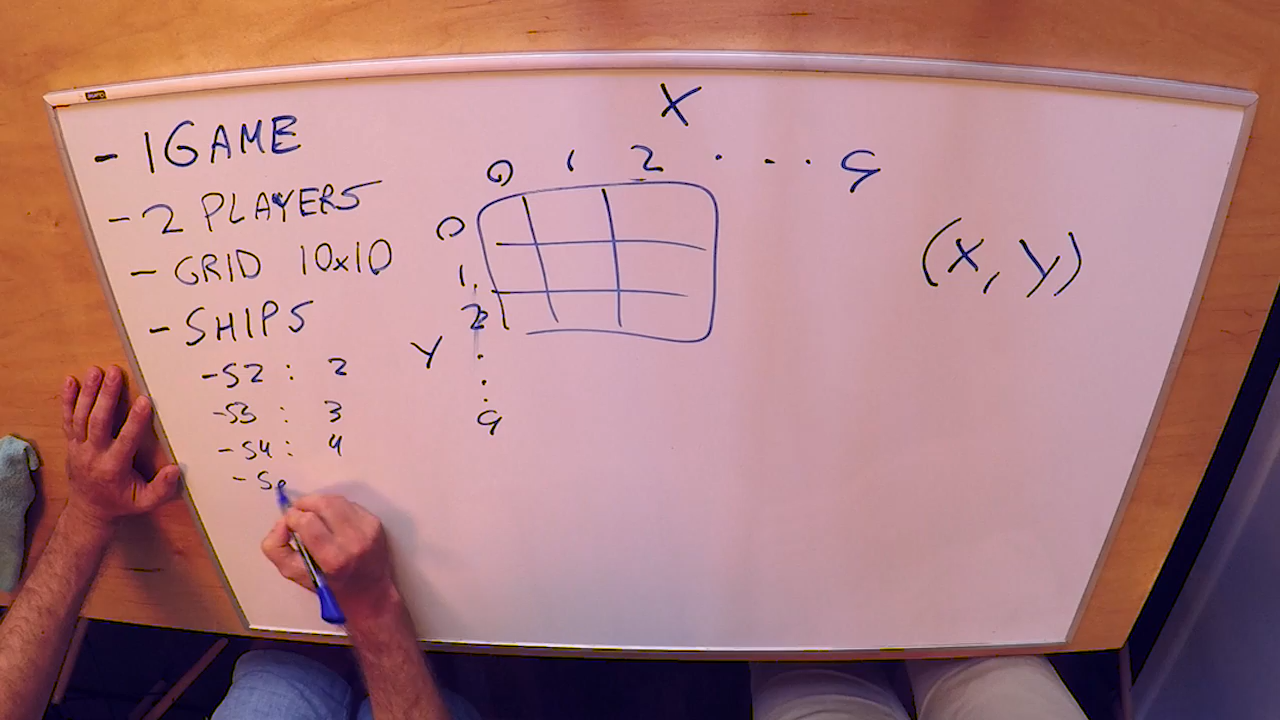 - 1 GAME
- 2 PLAYERS
- GRID 10x10
- SHIPS
- S2 : 2
- S3 : 3
- S4 : 4
- S
X
0 1 2 . . . . 9
0
1
2
Y
.
.
.
9
(X, Y)